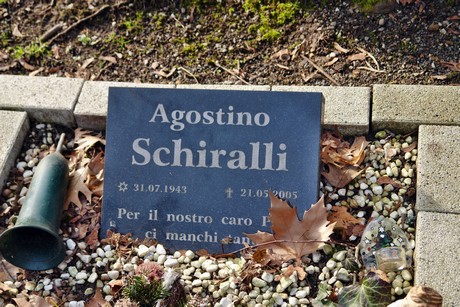 Agostino
Schiralli
31.07.1943 21.05.2005
Per il nostro caro
ci manchi